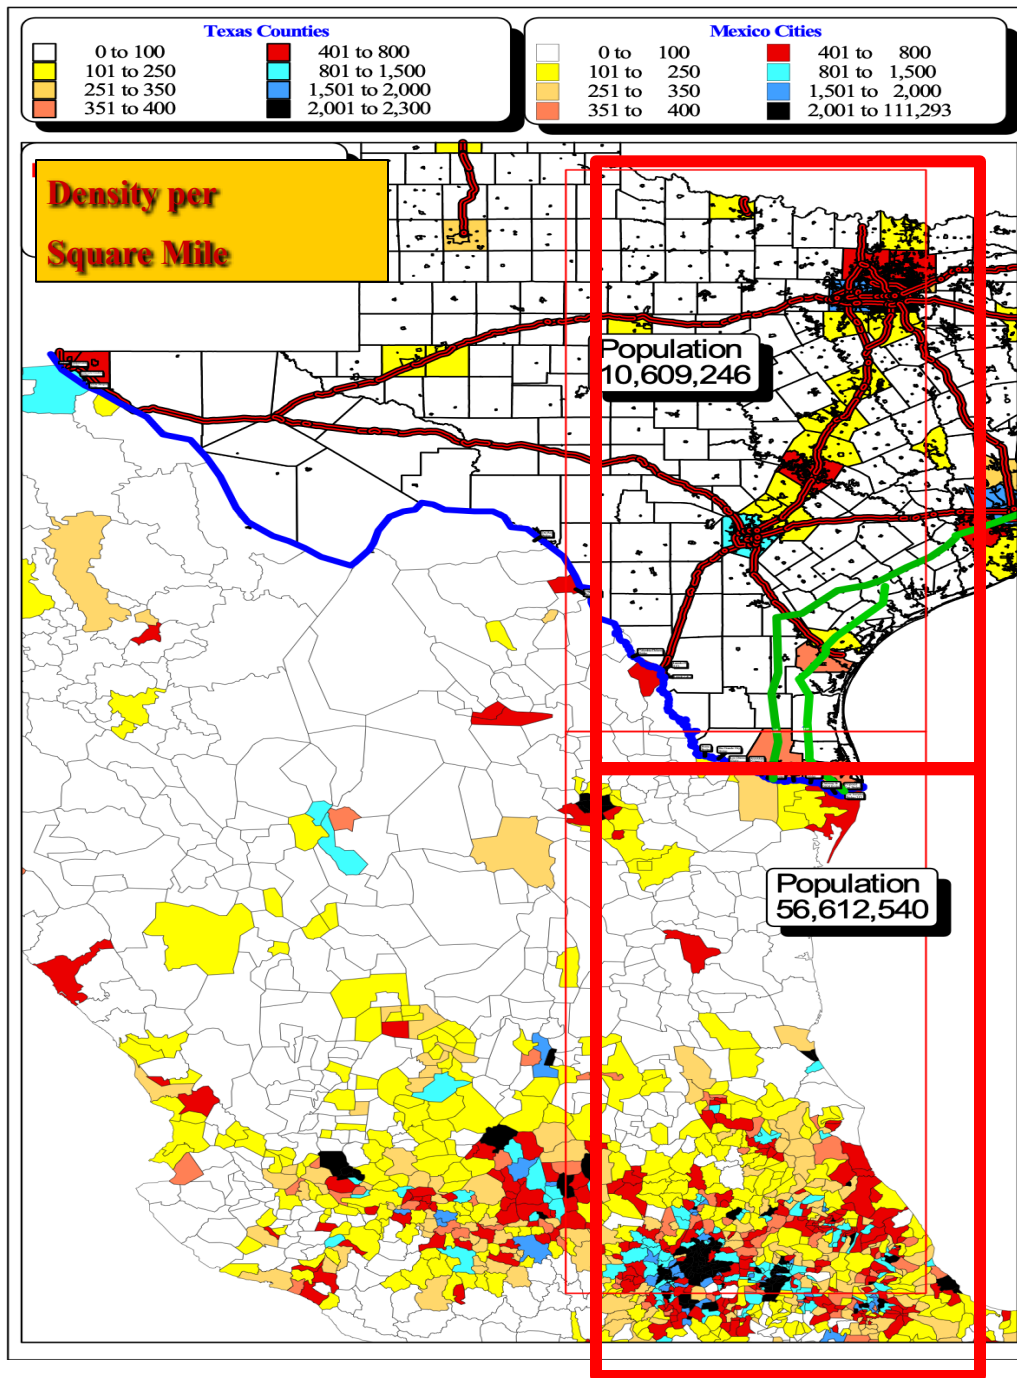 Texas Counties
0 to 100
101 to 250
251 to 350
351 to 400
401 to 800
801 to 1,500
1,501 to 2,000
2,001 to 2,300
Mexico Cities
0 to 100
101 to 250
251 to 350
351 to 400
401 to 800
801 to 1,500
1,501 to 2,000
2,001 to 111,293
Density per
Square Mile
Population
10,609,246
Population
56,612,540